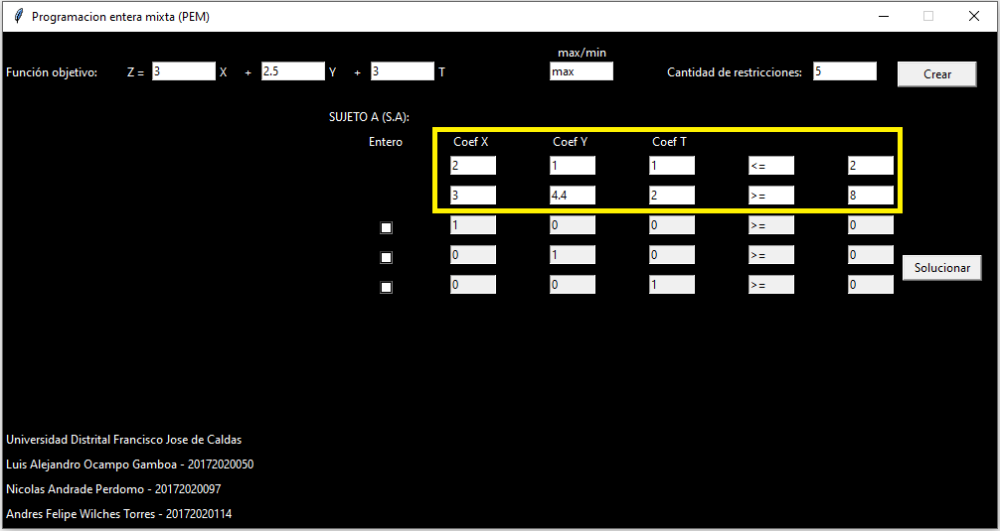 Programacion entera mixta (PEM)
max/min
Función objetivo: Z = 3 X + 2.5 Y + 3 T max Cantidad de restricciones: 5 Crear
SUJETO A (S.A):
Entero Coef X Coef Y Coef T
2 1 1 <= 2
3 4.4 2 >= 8
1 0 0 >= 0
0 1 0 >= 0
Solucionar
0 0 1 >= 0
Universidad Distrital Francisco Jose de Caldas
Luis Alejandro Ocampo Gamboa - 20172020050
Nicolas Andrade Perdomo - 20172020097
Andres Felipe Wilches Torres - 20172020114